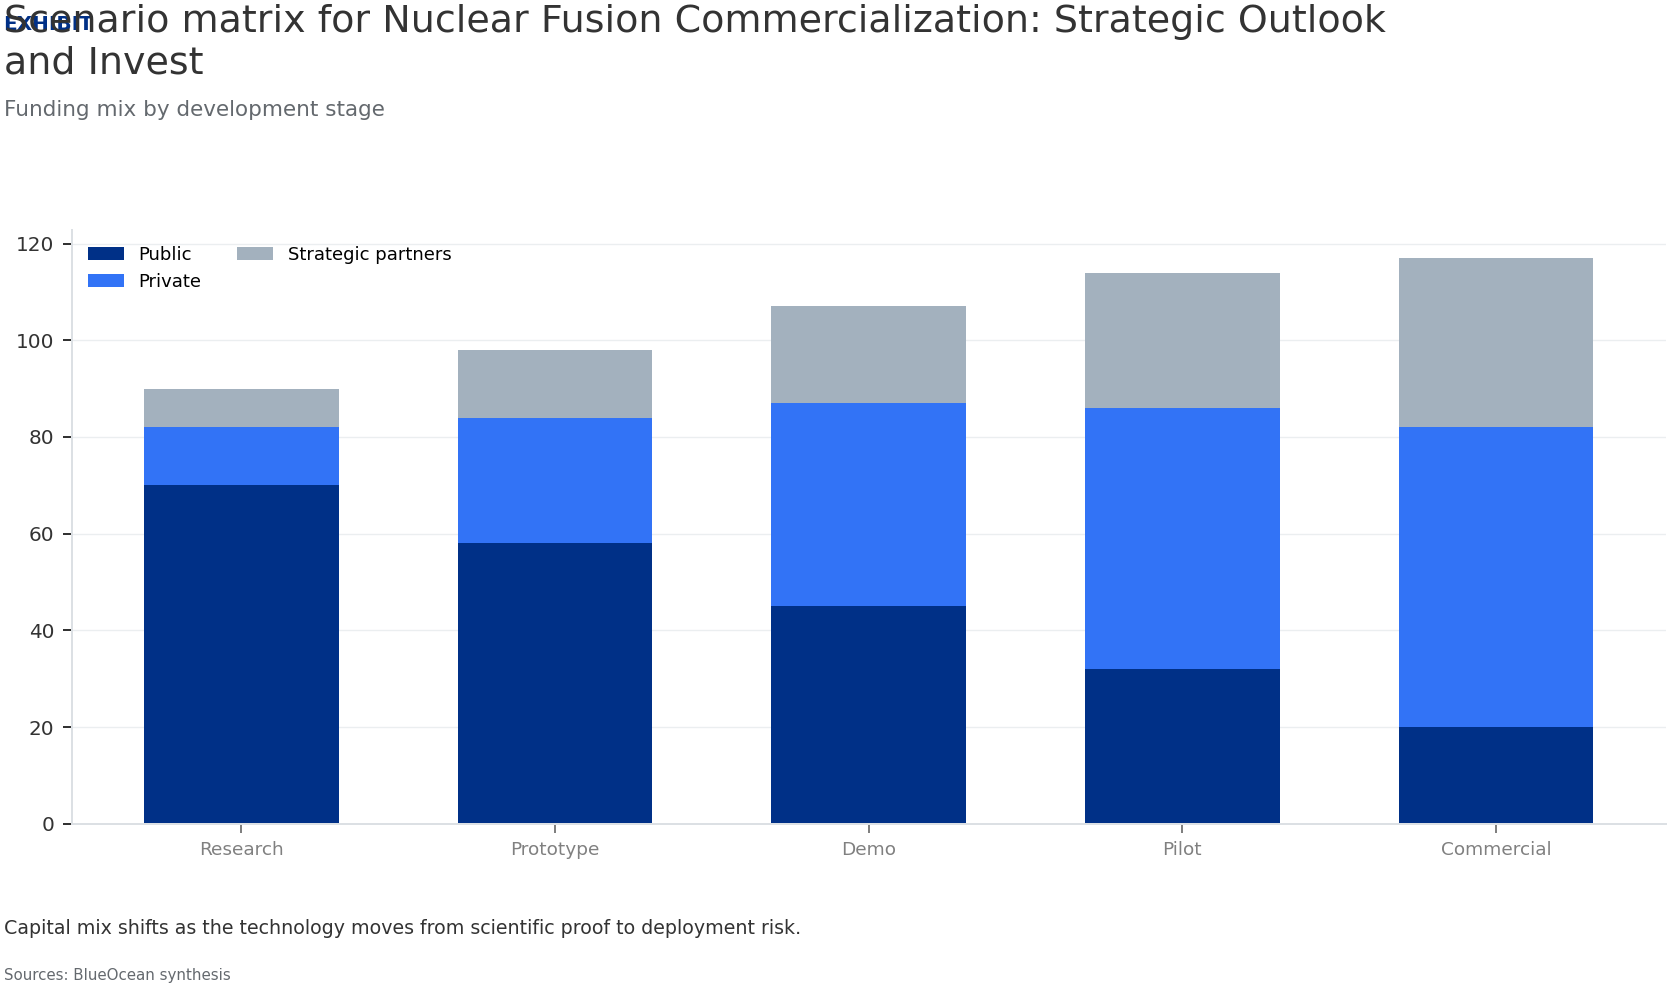 EXHIBIT
Scenario matrix for Nuclear Fusion Commercialization: Strategic Outlook
and Invest
Funding mix by development stage
120
100
80
60
40
20
0
Public
Private
Strategic partners
Research
Prototype
Demo
Pilot
Commercial
Capital mix shifts as the technology moves from scientific proof to deployment risk.
Sources: BlueOcean synthesis